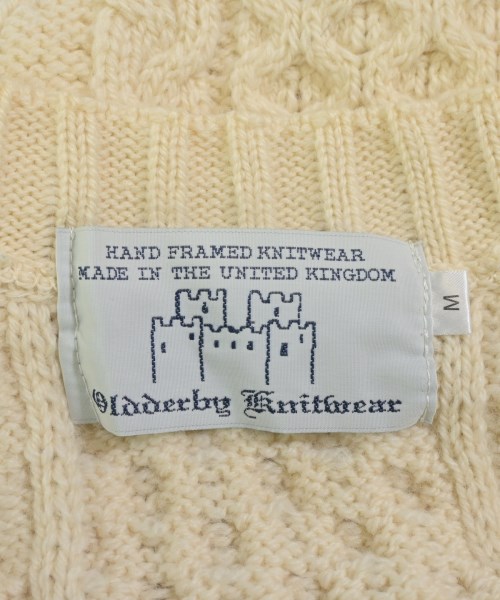 HAND FRAMED KNITWEAR
MADE IN THE UNITED KINGDOM
Oldderby Knitwear
M